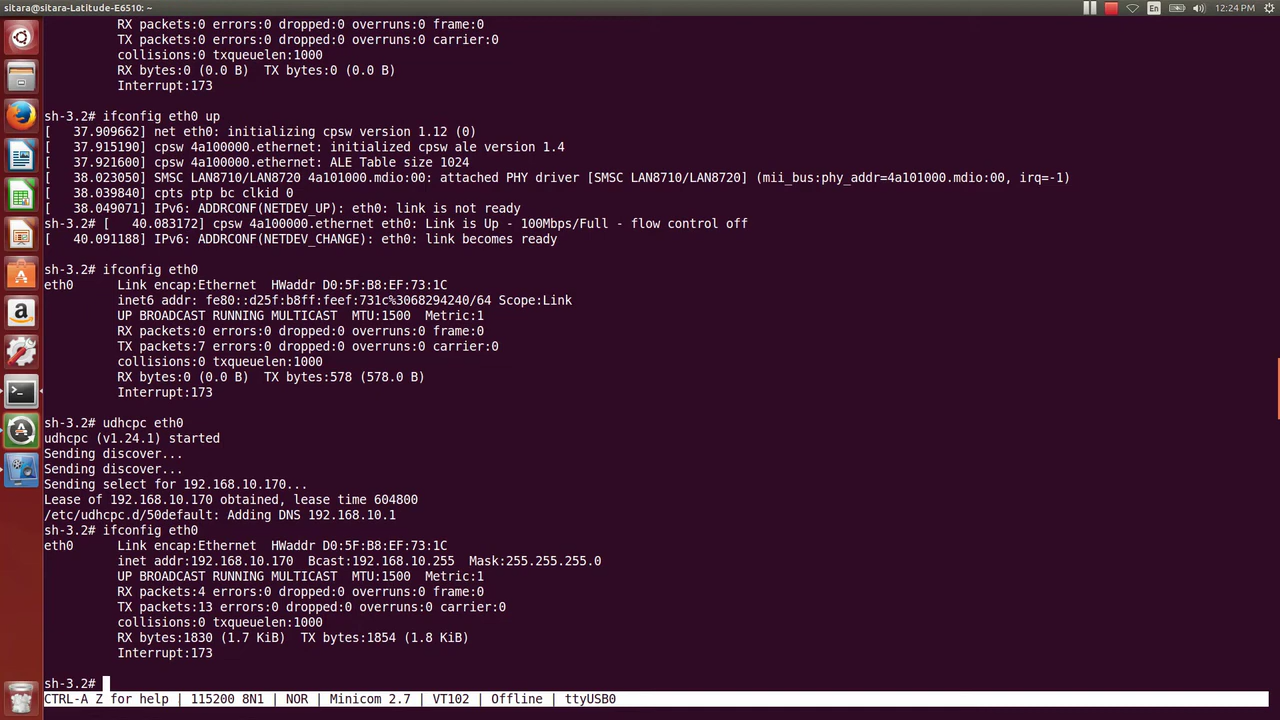 sitara@sitara-Latitude-E6510: ~
En
12:24 PM
RX packets:0 errors:0 dropped:0 overruns:0 frame:0
TX packets:0 errors:0 dropped:0 overruns:0 carrier:0
collisions:0 txqueuelen:1000
RX bytes:0 (0.0 B)  TX bytes:0 (0.0 B)
Interrupt:173
sh-3.2# ifconfig eth0 up
[   37.909662] net eth0: initializing cpsw version 1.12 (0)
[   37.915190] cpsw 4a100000.ethernet: initialized cpsw ale version 1.4
[   37.921600] cpsw 4a100000.ethernet: ALE Table size 1024
[   38.023050] SMSC LAN8710/LAN8720 4a101000.mdio:00: attached PHY driver [SMSC LAN8710/LAN8720] (mii_bus:phy_addr=4a101000.mdio:00, irq=-1)
[   38.039840] cpts ptp bc clkid 0
[   38.049071] IPv6: ADDRCONF(NETDEV_UP): eth0: link is not ready
sh-3.2# [   40.083172] cpsw 4a100000.ethernet eth0: Link is Up - 100Mbps/Full - flow control off
[   40.091188] IPv6: ADDRCONF(NETDEV_CHANGE): eth0: link becomes ready
sh-3.2# ifconfig eth0
eth0      Link encap:Ethernet  HWaddr D0:5F:B8:EF:73:1C
inet6 addr: fe80::d25f:b8ff:feef:731c%3068294240/64 Scope:Link
UP BROADCAST RUNNING MULTICAST  MTU:1500  Metric:1
RX packets:0 errors:0 dropped:0 overruns:0 frame:0
TX packets:7 errors:0 dropped:0 overruns:0 carrier:0
collisions:0 txqueuelen:1000
RX bytes:0 (0.0 B)  TX bytes:578 (578.0 B)
Interrupt:173
sh-3.2# udhcpc eth0
udhcpc (v1.24.1) started
Sending discover...
Sending discover...
Sending select for 192.168.10.170...
Lease of 192.168.10.170 obtained, lease time 604800
/etc/udhcpc.d/50default: Adding DNS 192.168.10.1
sh-3.2# ifconfig eth0
eth0      Link encap:Ethernet  HWaddr D0:5F:B8:EF:73:1C
inet addr:192.168.10.170  Bcast:192.168.10.255  Mask:255.255.255.0
UP BROADCAST RUNNING MULTICAST  MTU:1500  Metric:1
RX packets:4 errors:0 dropped:0 overruns:0 frame:0
TX packets:13 errors:0 dropped:0 overruns:0 carrier:0
collisions:0 txqueuelen:1000
RX bytes:1830 (1.7 KiB)  TX bytes:1854 (1.8 KiB)
Interrupt:173
sh-3.2#
CTRL-A Z for help | 115200 8N1 | NOR | Minicom 2.7 | VT102 | Offline | ttyUSB0